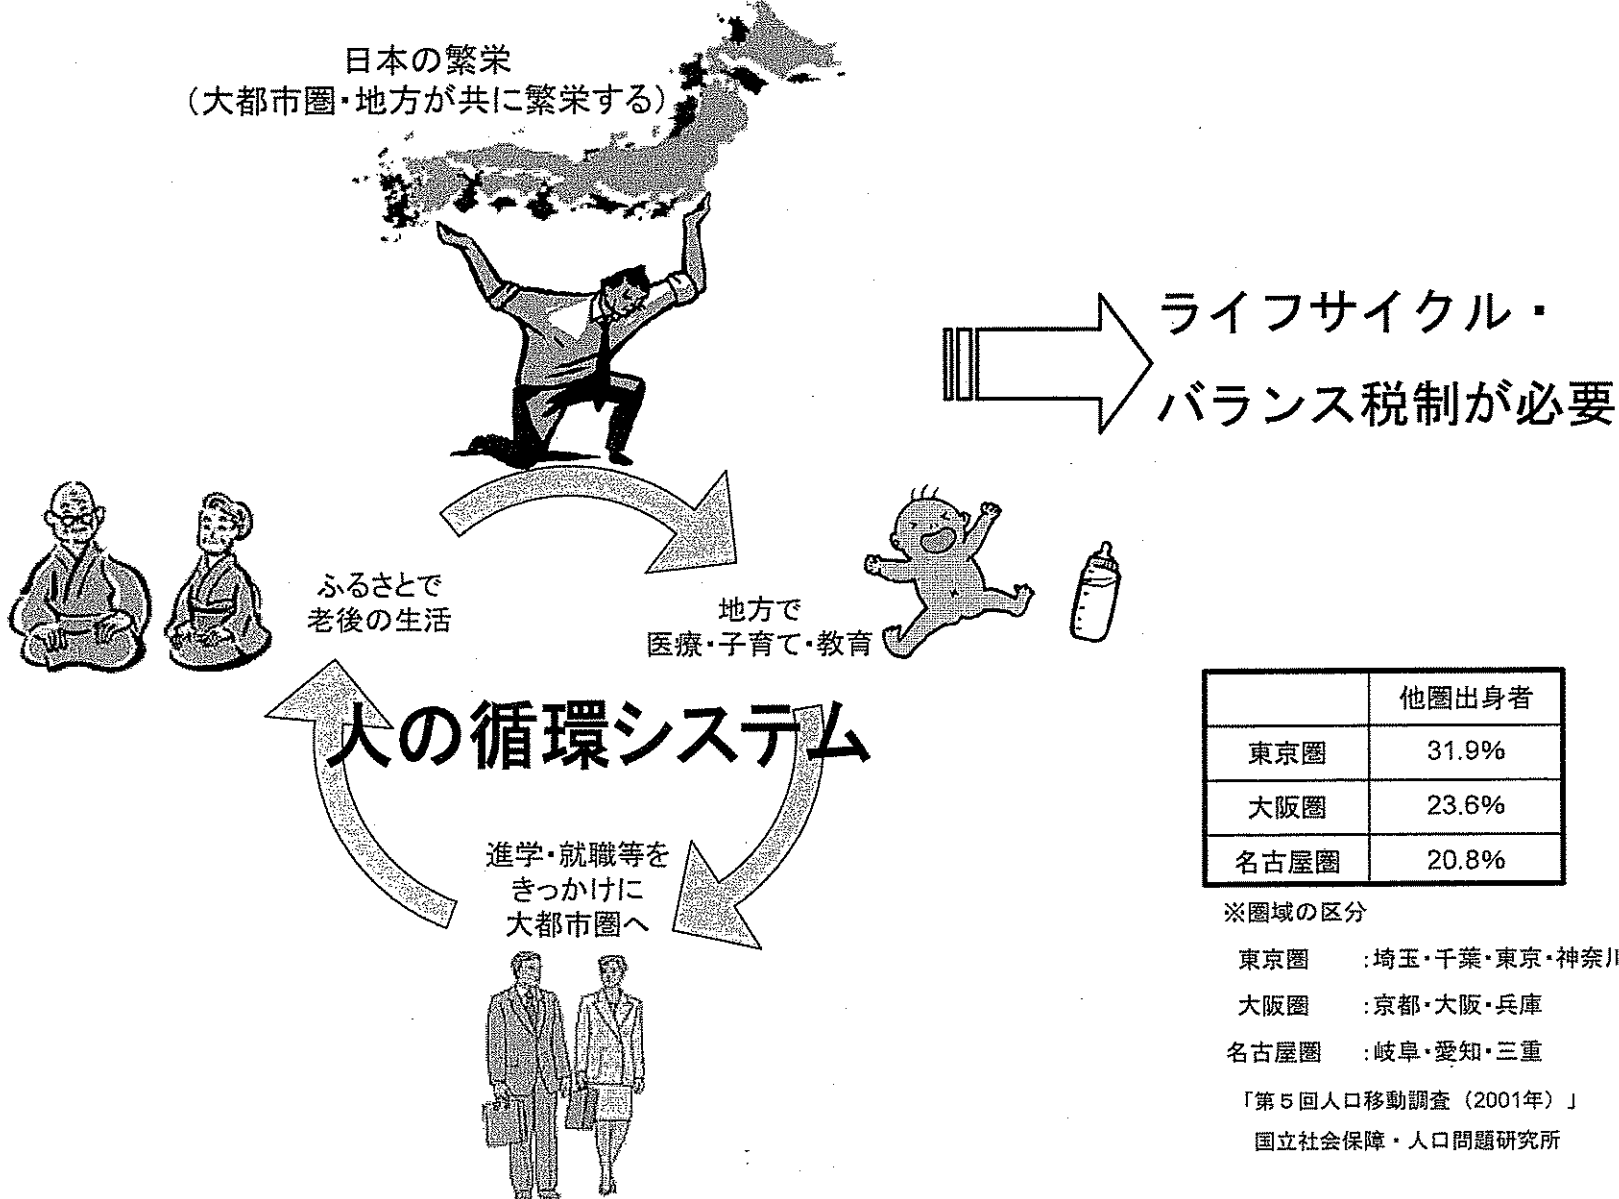 日本の繁栄
（大都市圏・地方が共に繁栄する）
ライフサイクル・
バランス税制が必要
ふるさとで
老後の生活
地方で
医療・子育て・教育
人の循環システム
進学・就職等を
きっかけに
大都市圏へ
他圏出身者
東京圏 31.9%
大阪圏 23.6%
名古屋圏 20.8%
※圏域の区分
東京圏 :埼玉・千葉・東京・神奈川
大阪圏 :京都・大阪・兵庫
名古屋圏 :岐阜・愛知・三重
「第５回人口移動調査（2001年）」
国立社会保障・人口問題研究所